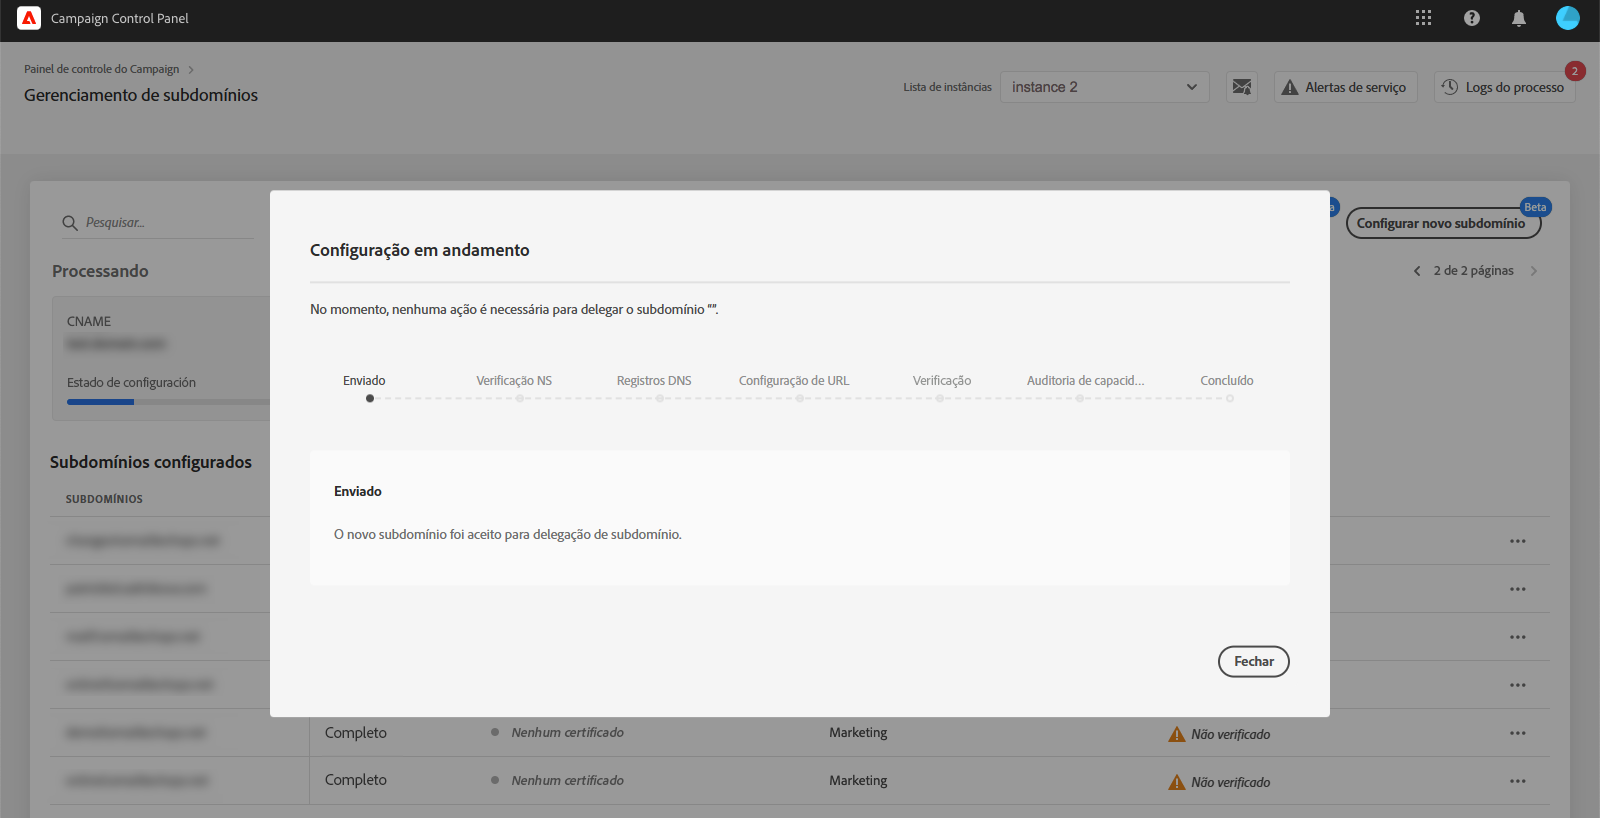 Campaign Control Panel
Painel de controle do Campaign
Gerenciamento de subdomínios
Lista de instâncias
instance 2
Alertas de serviço
Logs do processo
2
Pesquisar...
Beta
Configurar novo subdomínio
Processando
2 de 2 páginas
CNAME
Estado de configuración
Configuração em andamento
No momento, nenhuma ação é necessária para delegar o subdomínio “”.
Enviado
Verificação NS
Registros DNS
Configuração de URL
Verificação
Auditoria de capacid...
Concluído
Enviado
O novo subdomínio foi aceito para delegação de subdomínio.
Fechar
Subdomínios configurados
SUBDOMÍNIOS
Completo Nenhum certificado Marketing Não verificado
Completo Nenhum certificado Marketing Não verificado